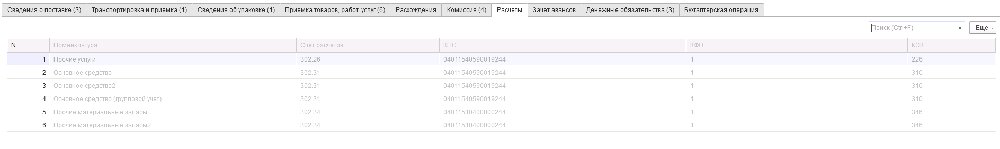 Сведения о поставке (3) Транспортировка и приемка (1) Сведения об упаковке (1) Приемка товаров, работ, услуг (6) Расхождения Комиссия (4) Расчеты Зачет авансов Денежные обязательства (3) Бухгалтерская операция
Поиск (Ctrl+F) × Еще
N Номенклатура Счет расчетов КПС КФО КЭК
1 Прочие услуги 302.26 04011540590019244 1 226
2 Основное средство 302.31 04011540590019244 1 310
3 Основное средство2 302.31 04011540590019244 1 310
4 Основное средство (групповой учет) 302.31 04011540590019244 1 310
5 Прочие материальные запасы 302.34 04011510400000244 1 346
6 Прочие материальные запасы2 302.34 04011510400000244 1 346